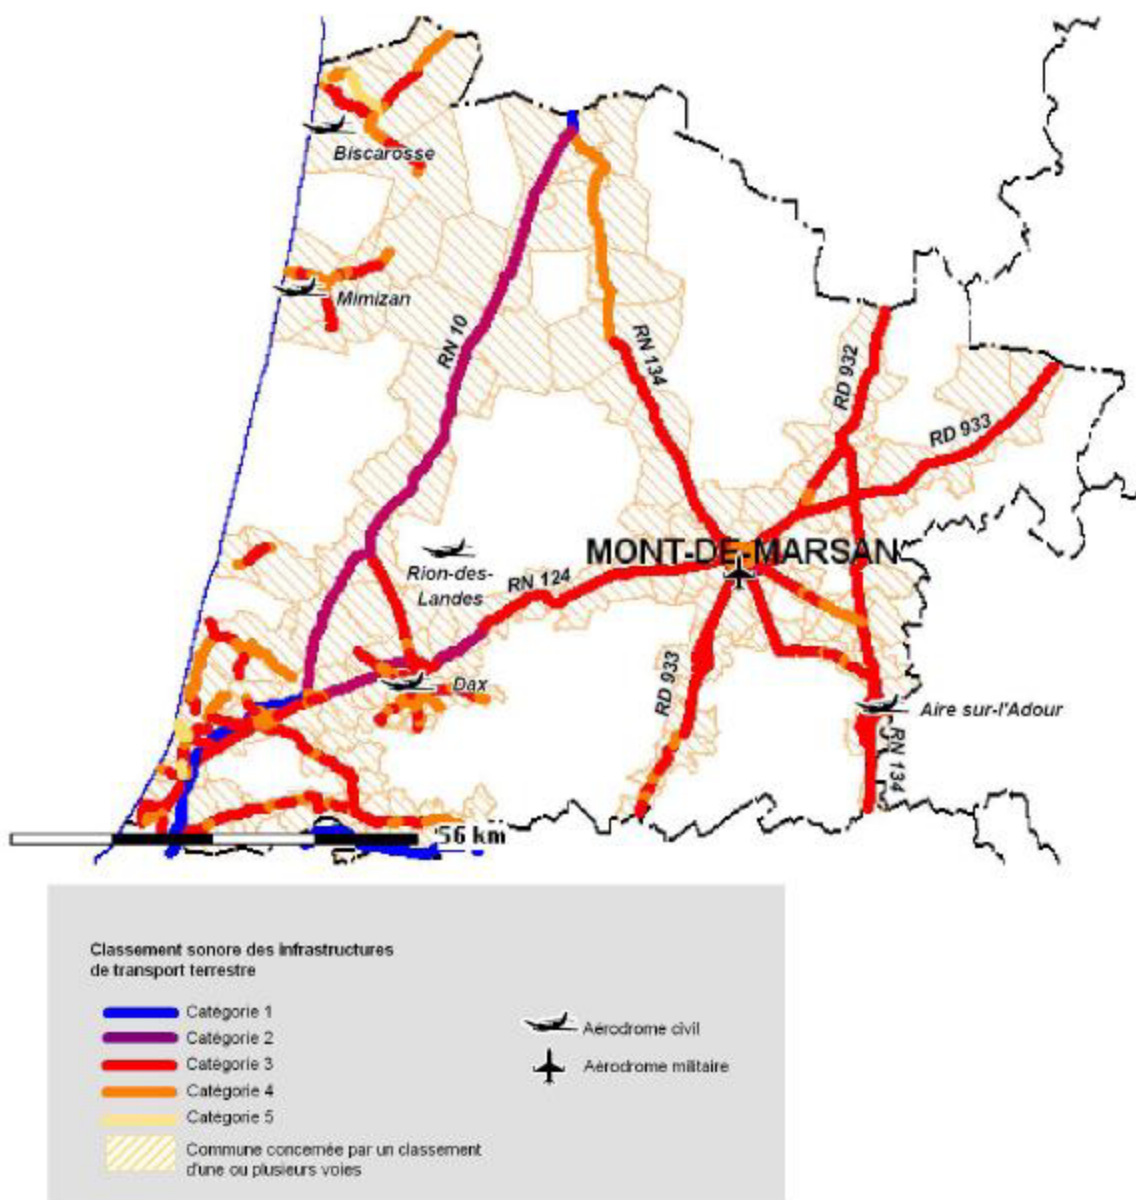 Biscarosse
Mimizan
RN 10
RN 134
RD 932
RD 933
MONT-DE-MARSAN
Rion-des-
Landes
RN 124
Dax
RD 933
Aire sur-l'Adour
RN 134
56 km
Classement sonore des infrastructures
de transport terrestre
Catégorie 1
Catégorie 2
Catégorie 3
Catégorie 4
Catégorie 5
Commune concernée par un classement
d'une ou plusieurs voies
Aérodrome civil
Aérodrome militaire